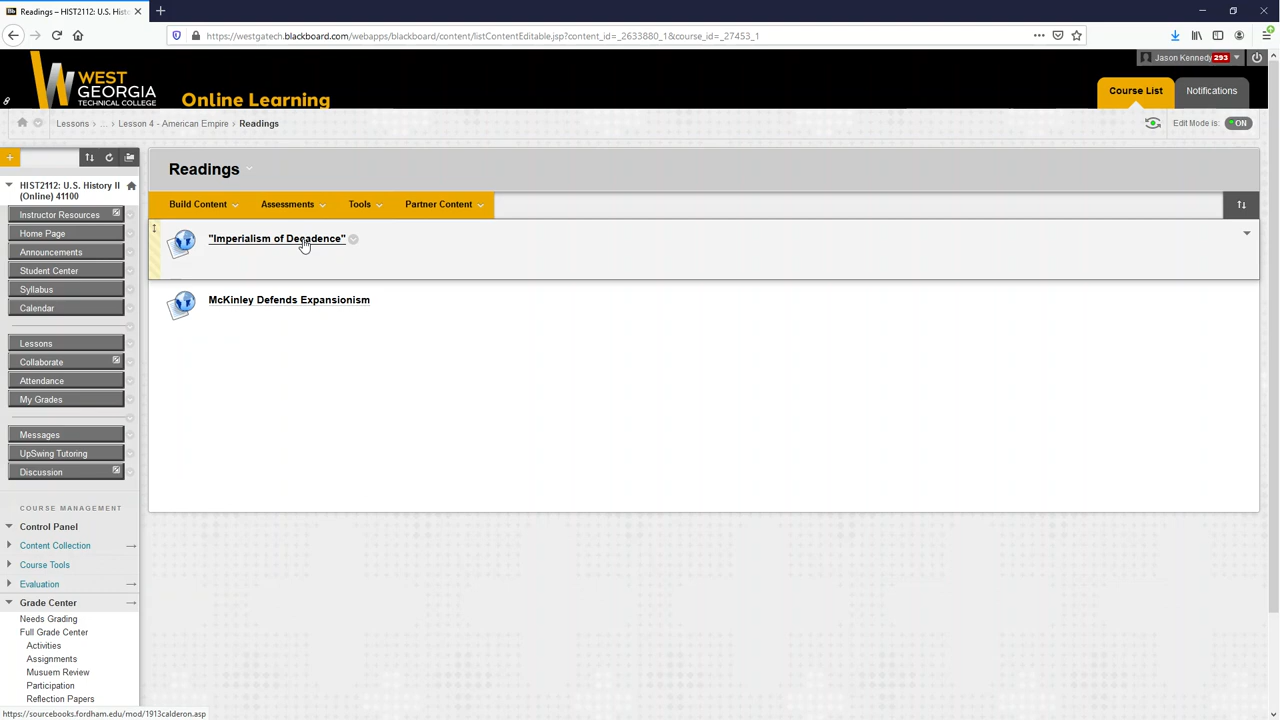 Readings – HIST2112: U.S. Histo
https://westgatech.blackboard.com/webapps/blackboard/content/listContentEditable.jsp?content_id=_2633880_1&course_id=_27453_1
Jason Kennedy 293
WEST
GEORGIA
TECHNICAL COLLEGE
Online Learning
Course List
Notifications
Lessons
...
Lesson 4 - American Empire
Readings
Edit Mode is:
ON
HIST2112: U.S. History II
(Online) 41100
Instructor Resources
Home Page
Announcements
Student Center
Syllabus
Calendar
Lessons
Collaborate
Attendance
My Grades
Messages
UpSwing Tutoring
Discussion
COURSE MANAGEMENT
Control Panel
Content Collection
Course Tools
Evaluation
Grade Center
Needs Grading
Full Grade Center
Activities
Assignments
Musuem Review
Participation
Reflection Papers
Readings
Build Content
Assessments
Tools
Partner Content
"Imperialism of Decadence"
McKinley Defends Expansionism
https://sourcebooks.fordham.edu/mod/1913calderon.asp